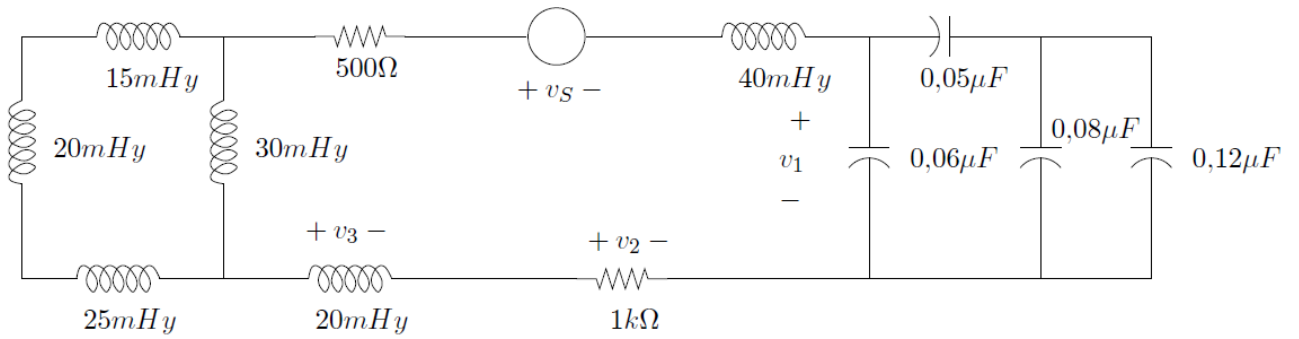 15mHy
500Ω
+ v_S −
40mHy
0,05μF
20mHy
30mHy
+
v_1
−
0,06μF
0,08μF
0,12μF
+ v_3 −
+ v_2 −
25mHy
20mHy
1kΩ